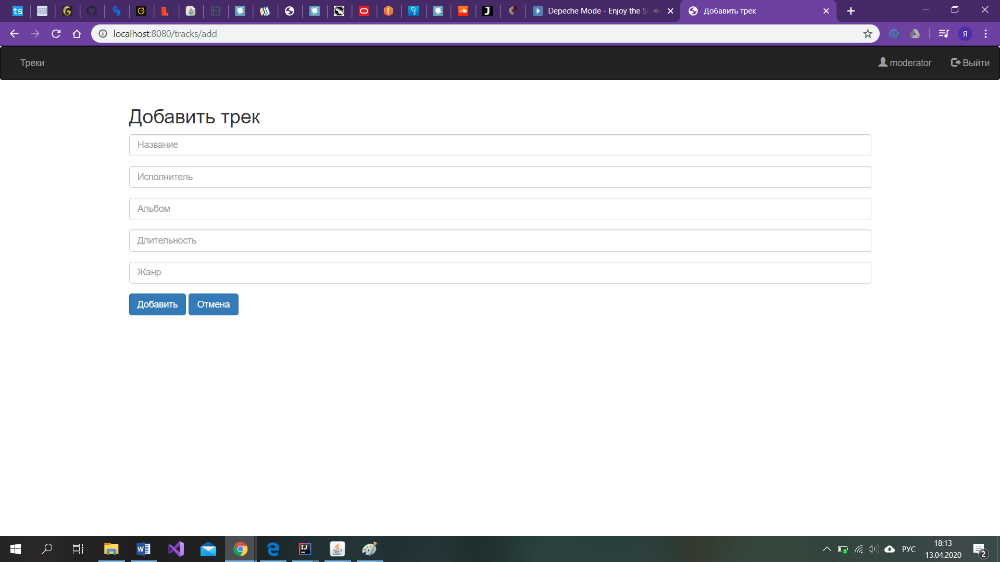 ts
Depeche Mode - Enjoy the S
Добавить трек
localhost:8080/tracks/add
Я
Треки
moderator
Выйти
Добавить трек
Название
Исполнитель
Альбом
Длительность
Жанр
Добавить
Отмена
РУС
18:13
13.04.2020
2